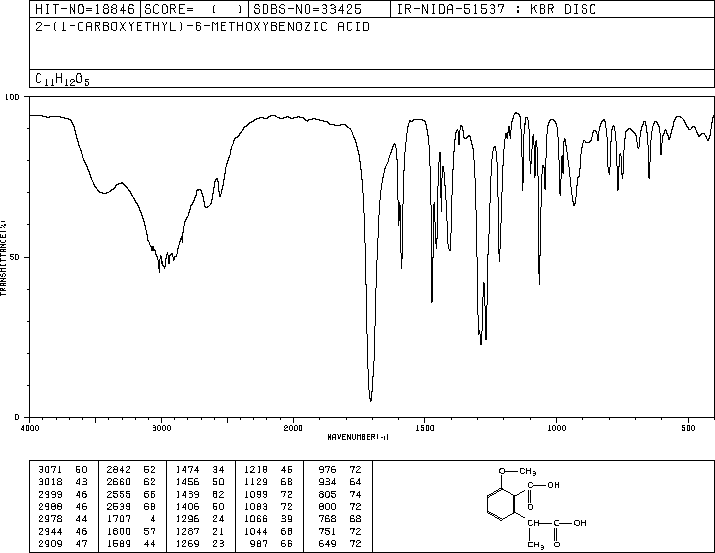 HIT-NO=18846 SCORE= ( ) SDBS-NO=33425 IR-NIDA-51537 : KBR DISC
2-(1-CARBOXYETHYL)-6-METHOXYBENOZIC ACID
C11H12O5
100
TRANSMITTANCE(%)
50
0
4000 3000 2000 1500 1000 500
WAVENUMBER(-1)
3071 60 2842 62 1474 34 1218 46 976 72
3018 43 2660 62 1456 50 1129 68 934 64
2999 46 2555 66 1439 62 1099 72 805 74
2988 46 2539 68 1406 50 1083 72 800 72
2978 44 1707 4 1296 24 1066 39 768 68
2944 46 1600 57 1287 21 1044 68 751 72
2909 47 1589 44 1269 23 987 66 649 72
O CH3
C OH
O
CH C OH
CH3 O